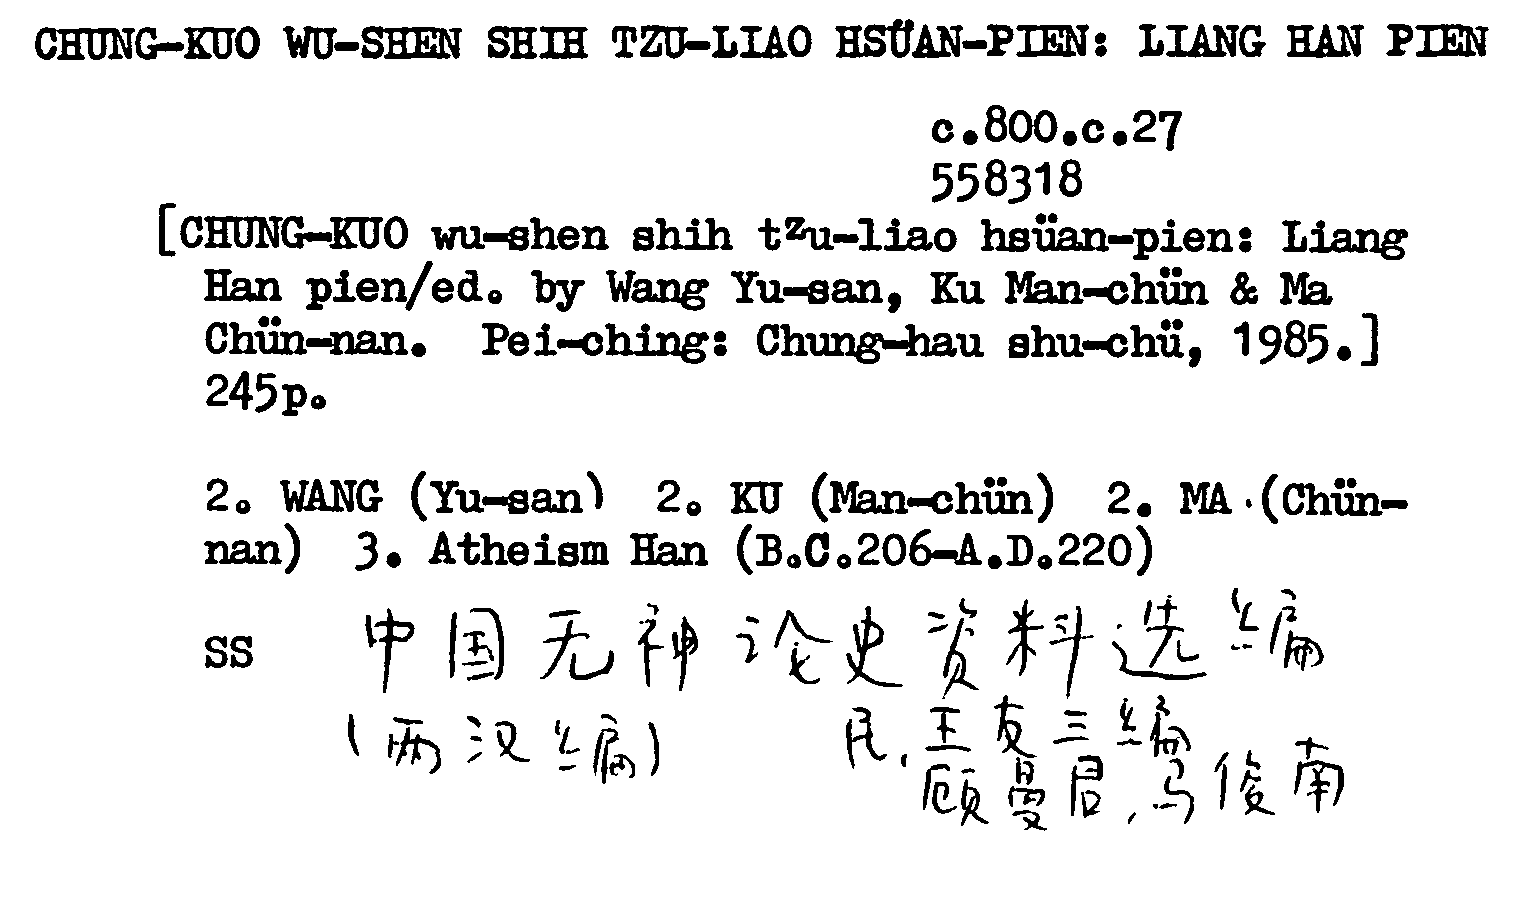 CHUNG-KUO WU-SHEN SHIH TZU-LIAO HSÜAN-PIEN: LIANG HAN PIEN
c.800.c.27
558318
[CHUNG-KUO wu-shen shih tzu-liao hsüan-pien: Liang
Han pien/ed. by Wang Yu-san, Ku Man-chün & Ma
Chün-nan. Pei-ching: Chung-hau shu-chü, 1985.]
245p.
2. WANG (Yu-san) 2. KU (Man-chün) 2. MA (Chün-
nan) 3. Atheism Han (B.C.206-A.D.220)
SS 中国无神论史资料选编
(两汉编) 民,王友三编
顾曼君,马俊南